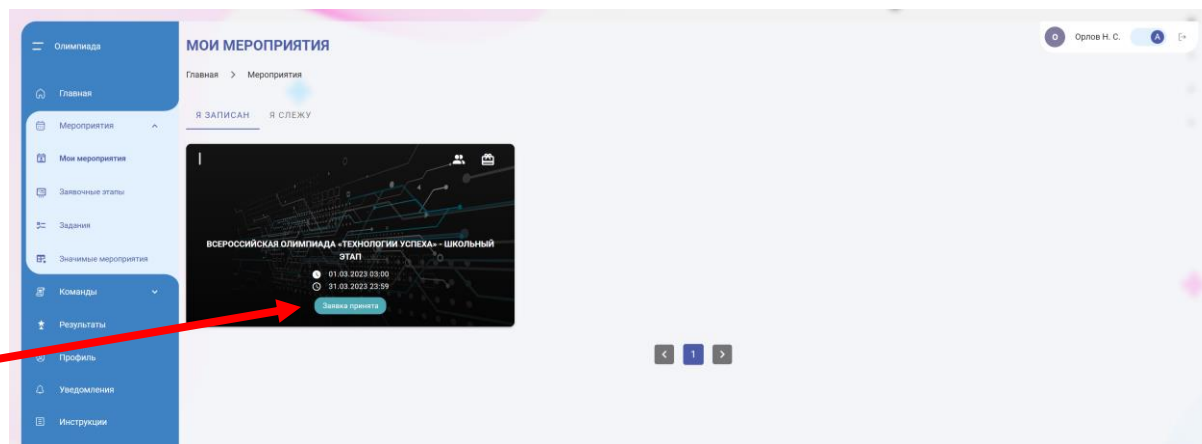 Олимпиада
МОИ МЕРОПРИЯТИЯ
О Орлов Н. С. A
Главная > Мероприятия
Главная
Я ЗАПИСАН Я СЛЕЖУ
Мероприятия
Мои мероприятия
Заявочные этапы
Задания
Значимые мероприятия
ВСЕРОССИЙСКАЯ ОЛИМПИАДА «ТЕХНОЛОГИИ УСПЕХА» - ШКОЛЬНЫЙ
ЭТАП
01.03.2023 03:00
31.03.2023 23:59
Заявка принята
Команды
Результаты
Профиль
< 1 >
Уведомления
Инструкции